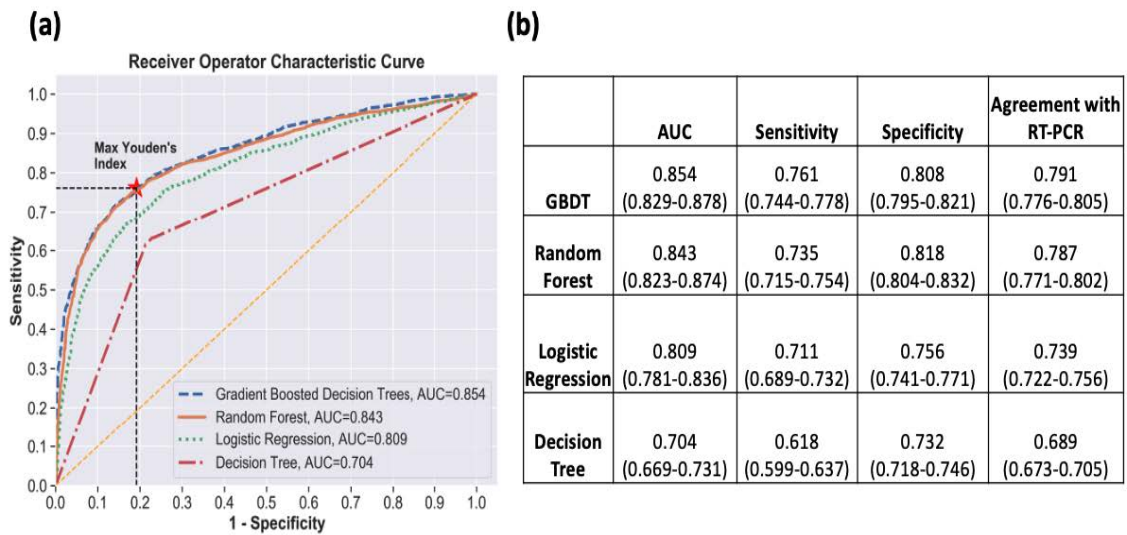 (a)
Receiver Operator Characteristic Curve
Sensitivity
1.0
0.9
0.8
0.7
0.6
0.5
0.4
0.3
0.2
0.1
0.0
Max Youden's
Index
Gradient Boosted Decision Trees, AUC=0.854
Random Forest, AUC=0.843
Logistic Regression, AUC=0.809
Decision Tree, AUC=0.704
0.0 0.1 0.2 0.3 0.4 0.5 0.6 0.7 0.8 0.9 1.0
1 - Specificity
(b)
AUC Sensitivity Specificity Agreement with
RT-PCR
GBDT 0.854 0.761 0.808 0.791
(0.829-0.878) (0.744-0.778) (0.795-0.821) (0.776-0.805)
Random 0.843 0.735 0.818 0.787
Forest (0.823-0.874) (0.715-0.754) (0.804-0.832) (0.771-0.802)
Logistic 0.809 0.711 0.756 0.739
Regression (0.781-0.836) (0.689-0.732) (0.741-0.771) (0.722-0.756)
Decision 0.704 0.618 0.732 0.689
Tree (0.669-0.731) (0.599-0.637) (0.718-0.746) (0.673-0.705)